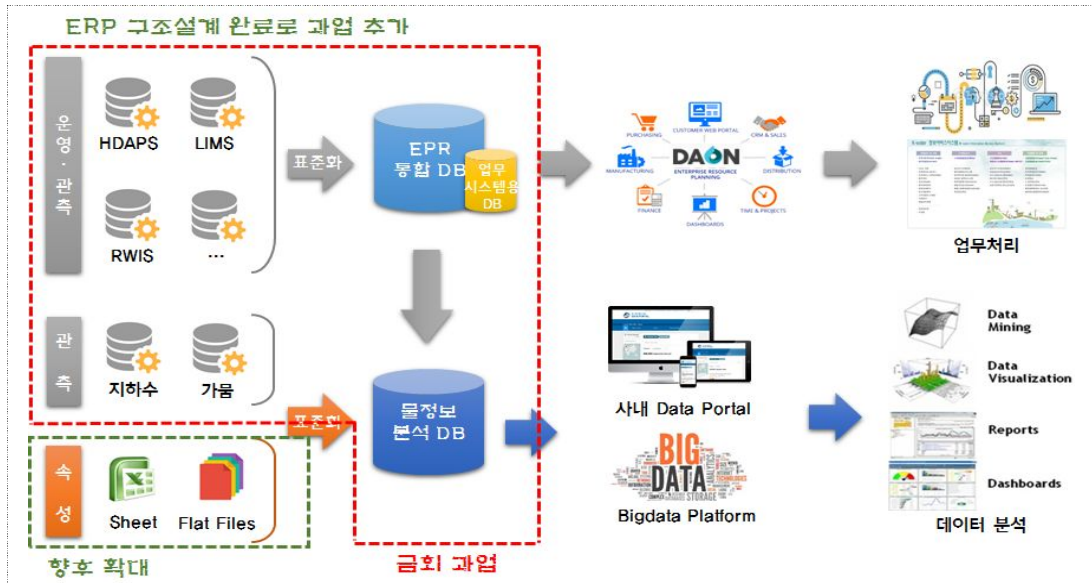 ERP 구조설계 완료로 과업 추가
운영·관측
HDAPS
LIMS
RWIS
...
표준화
EPR
통합 DB
업무
시스템용
DB
PURCHASING
CUSTOMER WEB PORTAL
CRM & SALES
MANUFACTURING
DAON
ENTERPRISE RESOURCE
PLANNING
DISTRIBUTION
FINANCE
DASHBOARDS
TIME & PROJECTS
업무처리
관측
지하수
가뭄
표준화
물정보
분석 DB
사내 Data Portal
BIG
DATA
ANALYTICS
STORAGE
Bigdata Platform
Data
Mining
Data
Visualization
Reports
Dashboards
데이터 분석
속성
Sheet
Flat Files
향후 확대
금회 과업